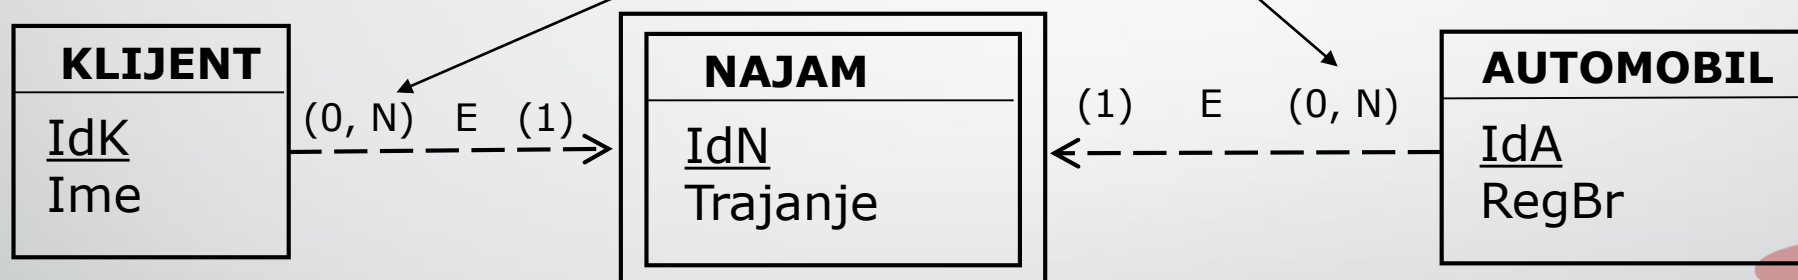 KLIJENT
IdK
Ime
(0, N) E (1)
NAJAM
IdN
Trajanje
(1) E (0, N)
AUTOMOBIL
IdA
RegBr